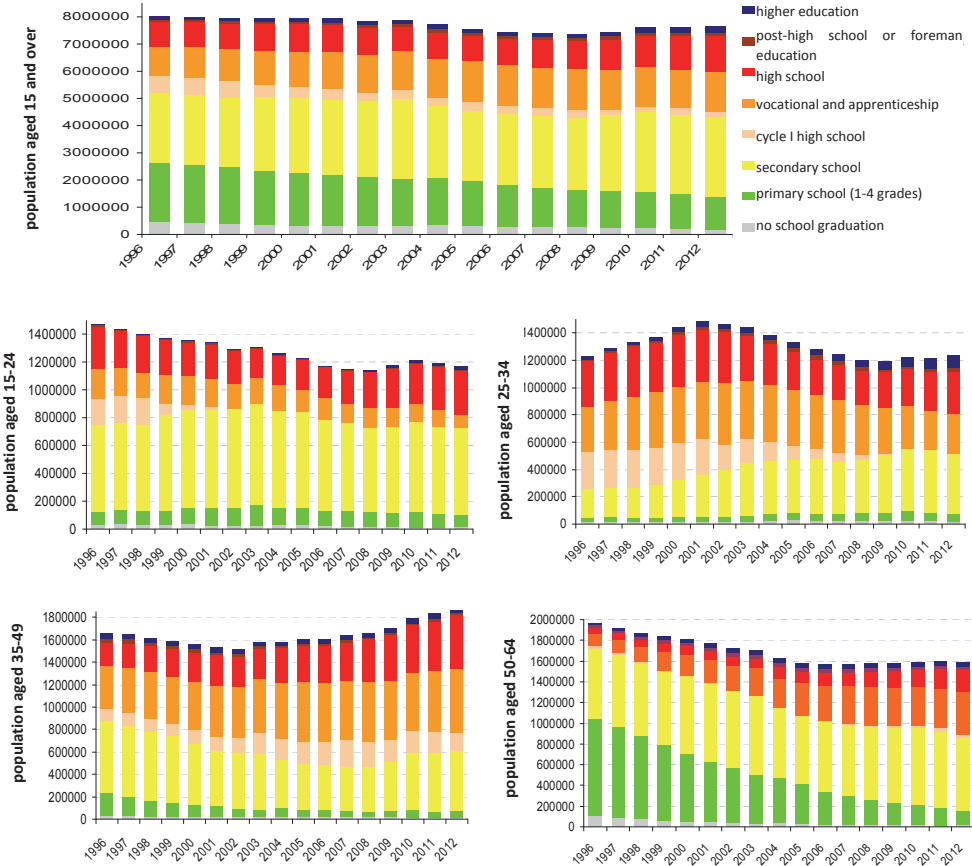 population aged 15 and over
8000000
7000000
6000000
5000000
4000000
3000000
2000000
1000000
0
1996 1997 1998 1999 2000 2001 2002 2003 2004 2005 2006 2007 2008 2009 2010 2011 2012
higher education
post-high school or foreman
education
high school
vocational and apprenticeship
cycle I high school
secondary school
primary school (1-4 grades)
no school graduation
population aged 15-24
1400000
1200000
1000000
800000
600000
400000
200000
0
1996 1997 1998 1999 2000 2001 2002 2003 2004 2005 2006 2007 2008 2009 2010 2011 2012
population aged 25-34
1400000
1200000
1000000
800000
600000
400000
200000
0
1996 1997 1998 1999 2000 2001 2002 2003 2004 2005 2006 2007 2008 2009 2010 2011 2012
population aged 35-49
1800000
1600000
1400000
1200000
1000000
800000
600000
400000
200000
0
1996 1997 1998 1999 2000 2001 2002 2003 2004 2005 2006 2007 2008 2009 2010 2011 2012
population aged 50-64
2000000
1800000
1600000
1400000
1200000
1000000
800000
600000
400000
200000
0
1996 1997 1998 1999 2000 2001 2002 2003 2004 2005 2006 2007 2008 2009 2010 2011 2012